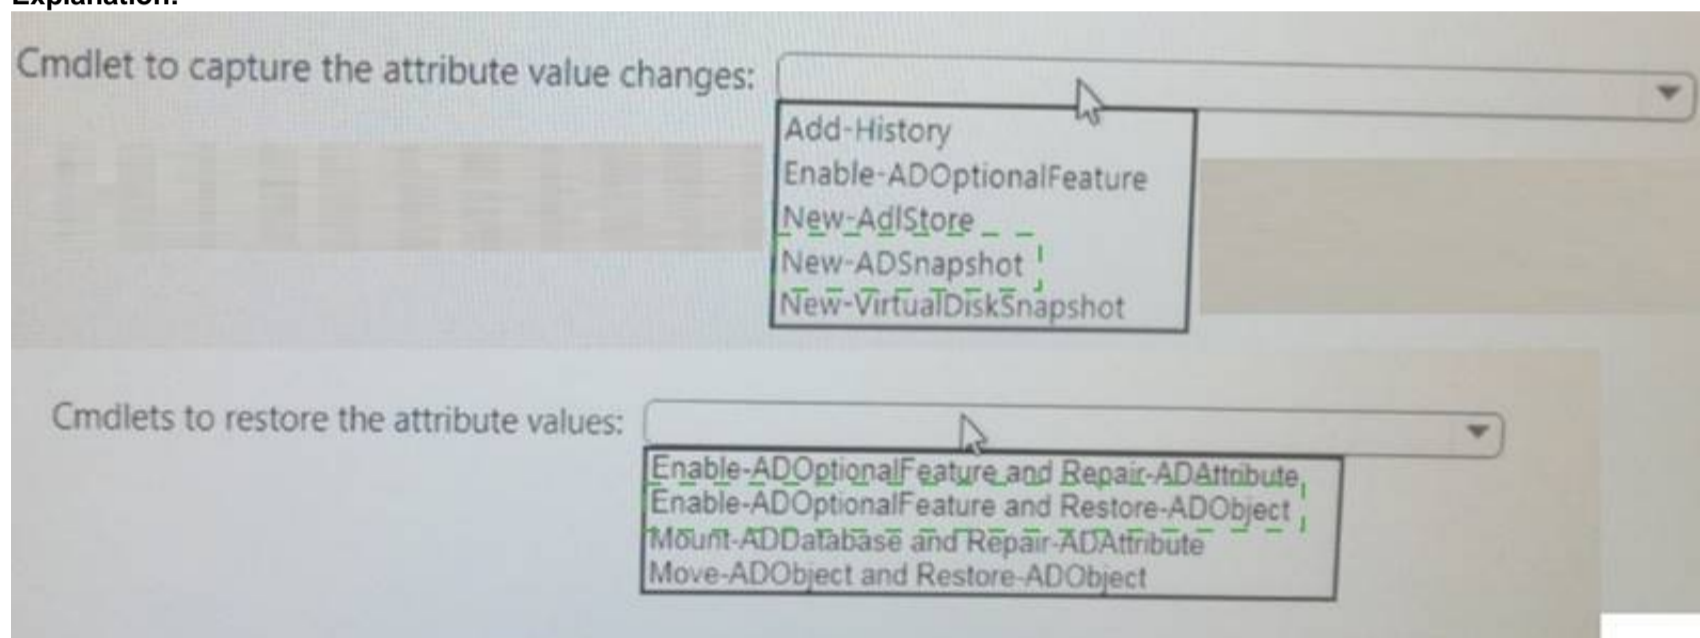 Explanation:
Cmdlet to capture the attribute value changes:
Add-History
Enable-ADOptionalFeature
New-AdlStore
New-ADSnapshot
New-VirtualDiskSnapshot
Cmdlets to restore the attribute values:
Enable-ADOptionalFeature and Repair-ADAttribute
Enable-ADOptionalFeature and Restore-ADObject
Mount-ADDatabase and Repair-ADAttribute
Move-ADObject and Restore-ADObject